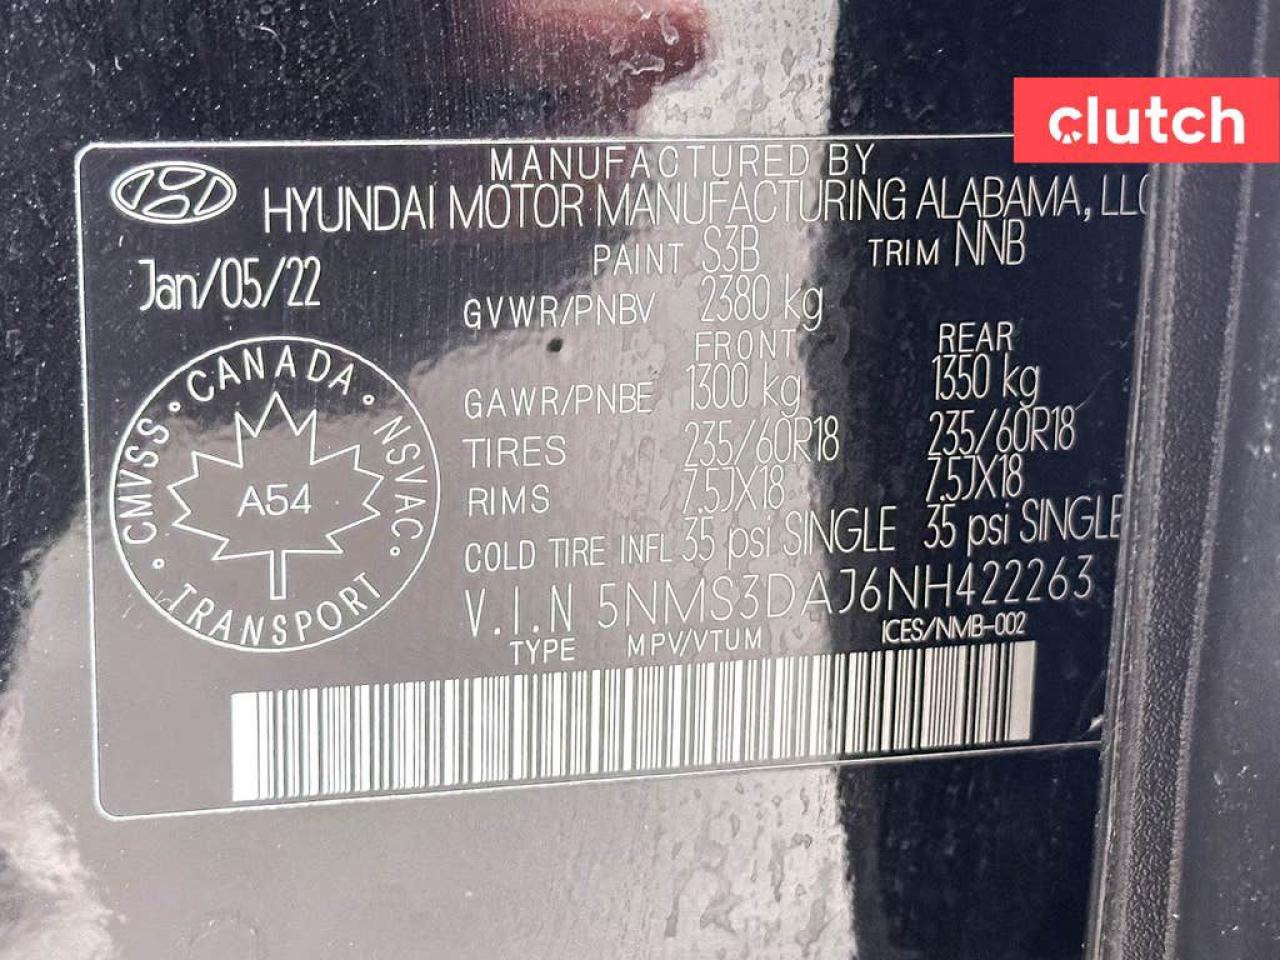 clutch
MANUFACTURED BY
HYUNDAI MOTOR MANUFACTURING ALABAMA, LLC
Jan/05/22
PAINT S3B TRIM NNB
GVWR/PNBV 2380 kg
FRONT REAR
GAWR/PNBE 1300 kg 1350 kg
TIRES 235/60R18 235/60R18
RIMS 7.5JX18 7.5JX18
COLD TIRE INFL 35 psi SINGLE 35 psi SINGLE
V.I.N 5NMS3DAJ6NH422263
TYPE MPV/VTUM ICES/NMB-002
CMVSS • CANADA • NSVAC •
A54
• TRANSPORT